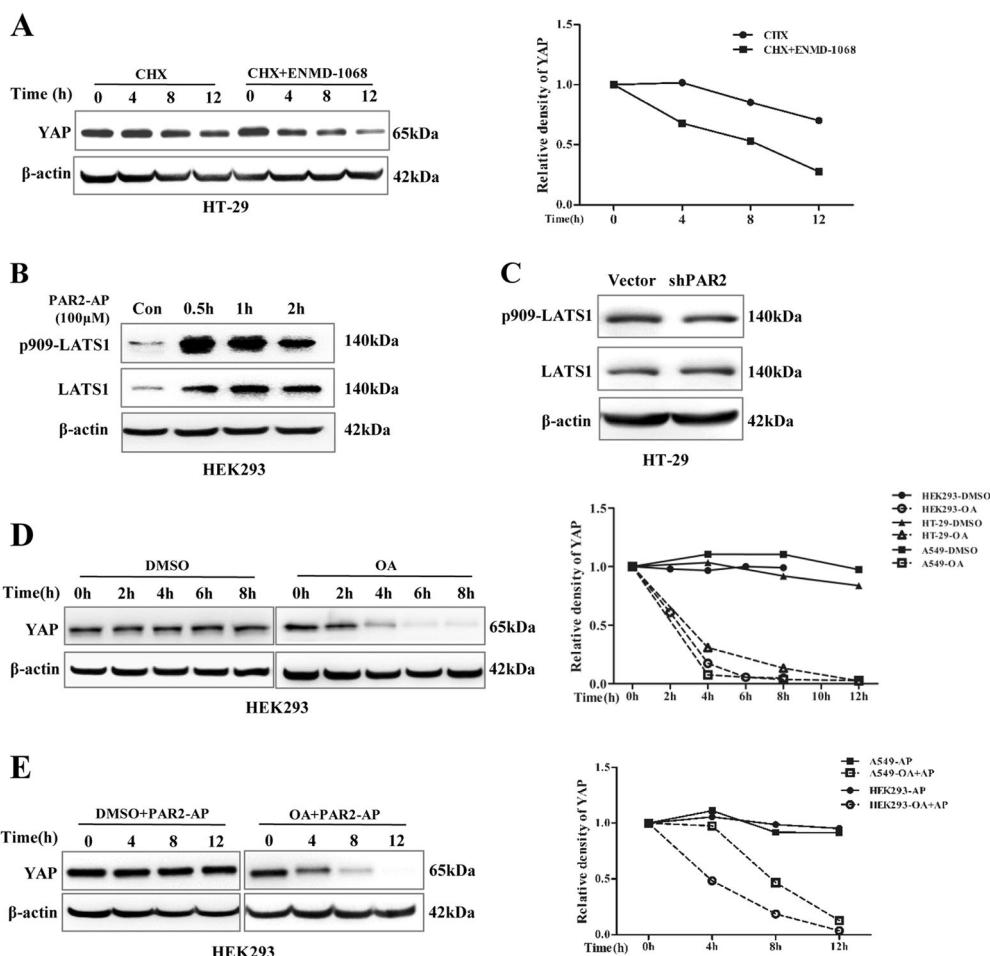 A
CHX
CHX+ENMD-1068
Time (h)
0 4 8 12 0 4 8 12
YAP
65kDa
β-actin
42kDa
HT-29
Relative density of YAP
1.5
1.0
0.5
0.0
Time(h)
0 4 8 12
CHX
CHX+ENMD-1068
B
PAR2-AP
(100μM)
Con 0.5h 1h 2h
p909-LATS1
140kDa
LATS1
140kDa
β-actin
42kDa
HEK293
C
Vector shPAR2
p909-LATS1
140kDa
LATS1
140kDa
β-actin
42kDa
HT-29
D
DMSO
OA
Time(h)
0h 2h 4h 6h 8h 0h 2h 4h 6h 8h
YAP
65kDa
β-actin
42kDa
HEK293
Relative density of YAP
1.5
1.0
0.5
0.0
Time(h)
0h 2h 4h 6h 8h 10h 12h
HEK293-DMSO
HEK293-OA
HT-29-DMSO
HT-29-OA
A549-DMSO
A549-OA
E
DMSO+PAR2-AP
OA+PAR2-AP
Time(h)
0 4 8 12 0 4 8 12
YAP
65kDa
β-actin
42kDa
HEK293
Relative density of YAP
1.5
1.0
0.5
0.0
Time(h)
0h 4h 8h 12h
A549-AP
A549-OA+AP
HEK293-AP
HEK293-OA+AP